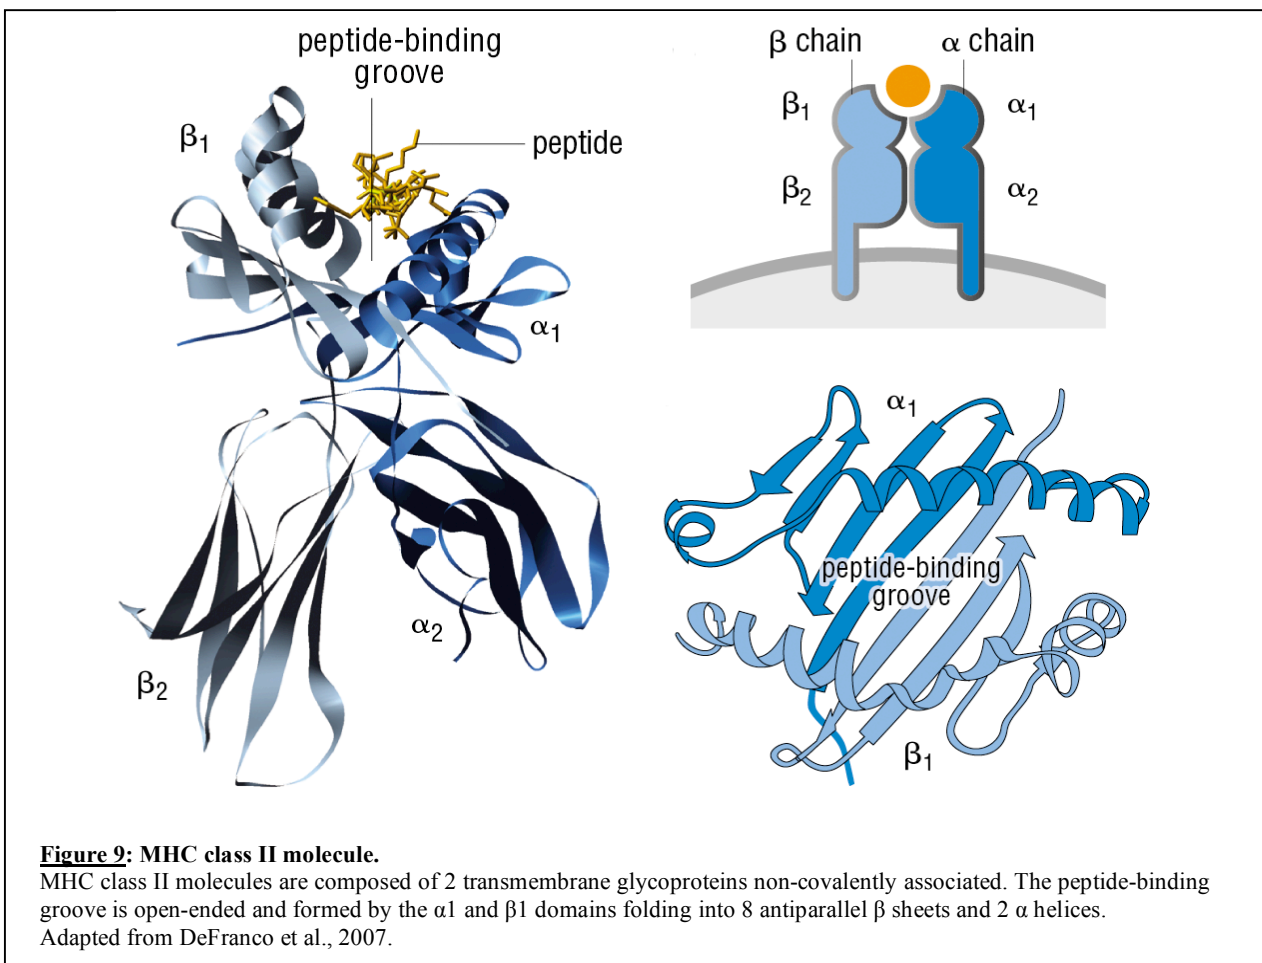 peptide-binding
groove
β1
peptide
α1
α2
β2
β chain
α chain
β1
α1
β2
α2
α1
peptide-binding
groove
β1
Figure 9: MHC class II molecule.
MHC class II molecules are composed of 2 transmembrane glycoproteins non-covalently associated. The peptide-binding
groove is open-ended and formed by the α1 and β1 domains folding into 8 antiparallel β sheets and 2 α helices.
Adapted from DeFranco et al., 2007.